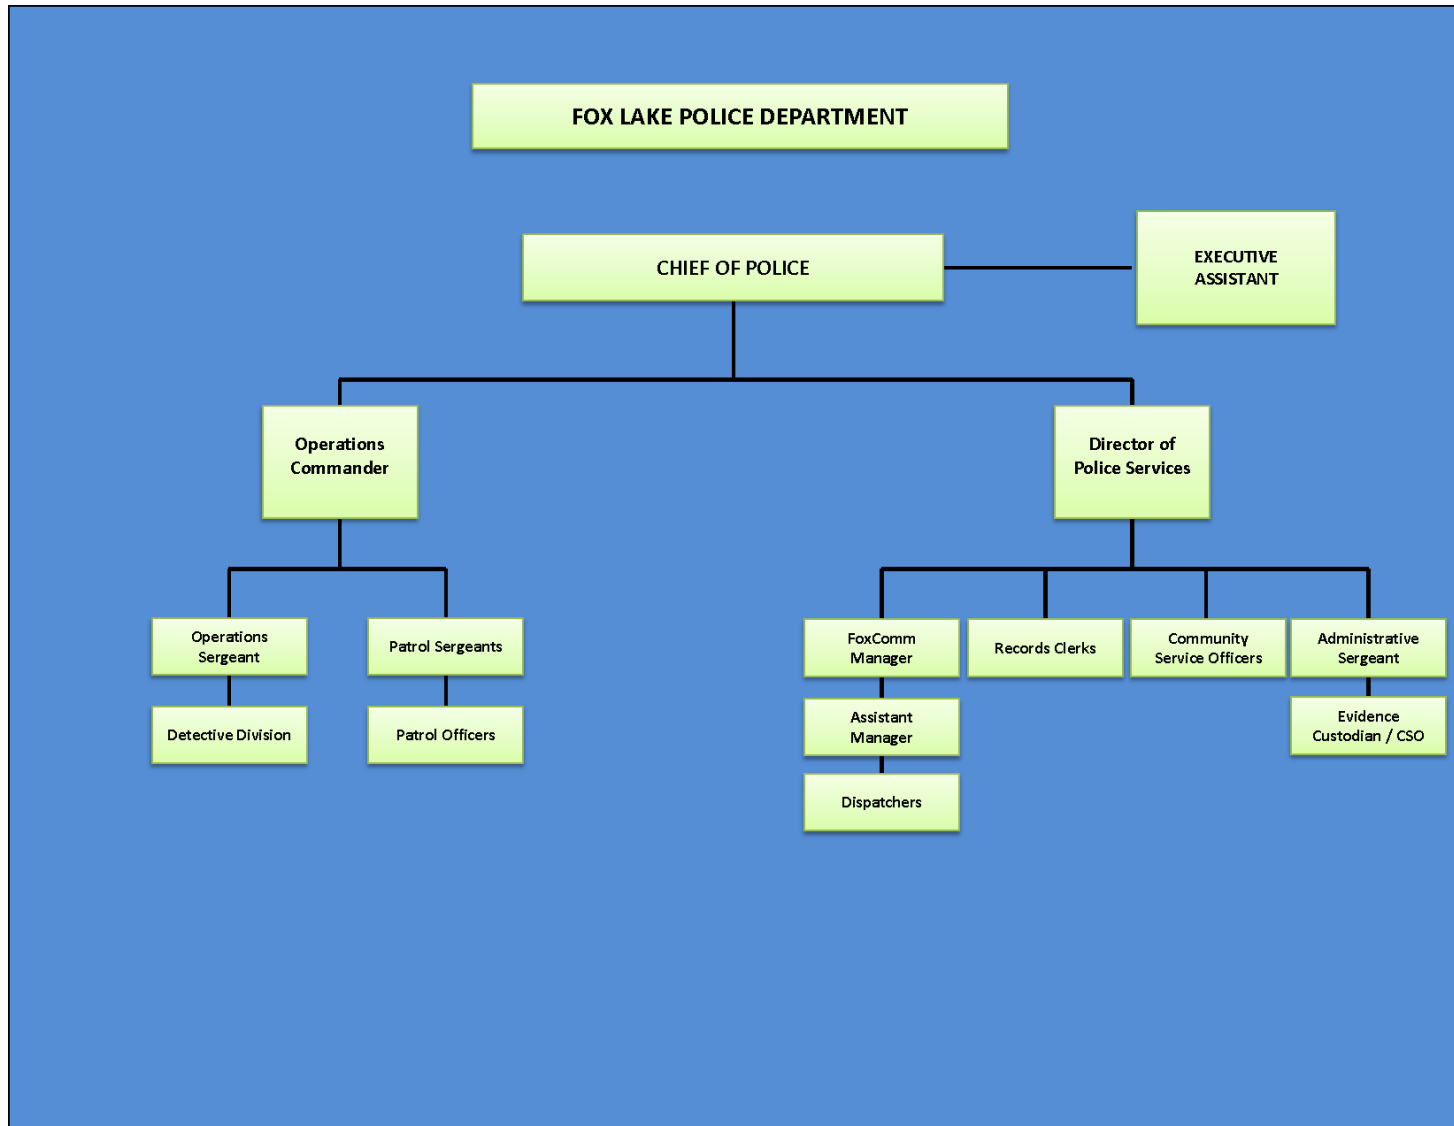 FOX LAKE POLICE DEPARTMENT
CHIEF OF POLICE
EXECUTIVE
ASSISTANT
Operations
Commander
Director of
Police Services
Operations
Sergeant
Patrol Sergeants
FoxComm
Manager
Records Clerks
Community
Service Officers
Administrative
Sergeant
Detective Division
Patrol Officers
Assistant
Manager
Evidence
Custodian / CSO
Dispatchers